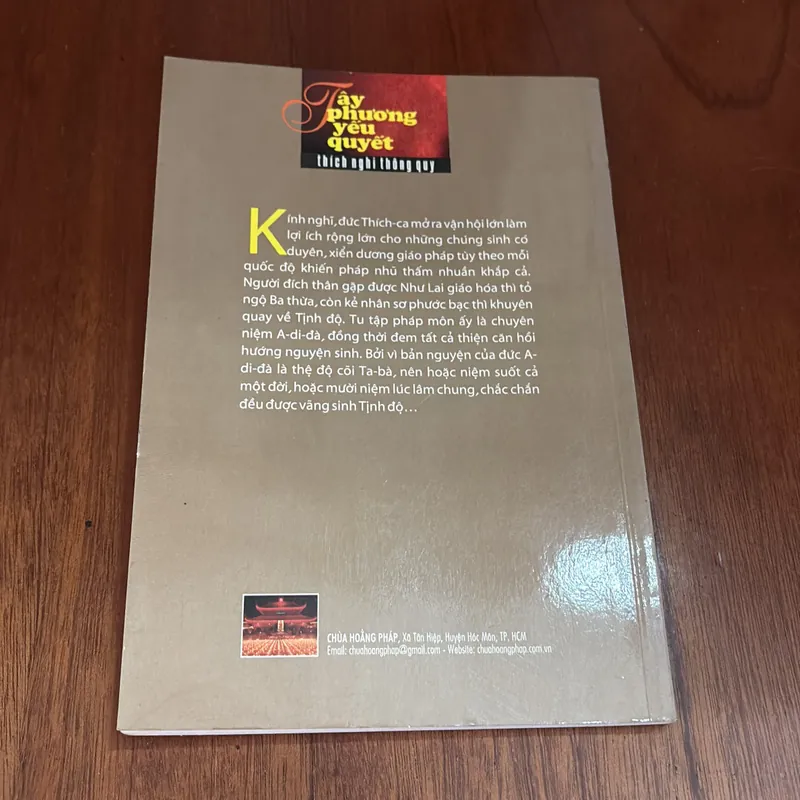 Tây
phương
yếu
quyết
thích nghi thông quy
Kính nghĩ, đức Thích-ca mở ra vận hội lớn làm
lợi ích rộng lớn cho những chúng sinh có
duyên, xiển dương giáo pháp tùy theo mỗi
quốc độ khiến pháp nhũ thấm nhuần khắp cả.
Người đích thân gặp được Như Lai giáo hóa thì tỏ
ngộ Ba thừa, còn kẻ nhân sơ phước bạc thì khuyên
quay về Tịnh độ. Tu tập pháp môn ấy là chuyên
niệm A-di-đà, đồng thời đem tất cả thiện căn hồi
hướng nguyện sinh. Bởi vì bản nguyện của đức A-
di-đà là thệ độ cõi Ta-bà, nên hoặc niệm suốt cả
một đời, hoặc mười niệm lúc lâm chung, chắc chắn
đều được vãng sinh Tịnh độ...
CHÙA HOẰNG PHÁP, Xã Tân Hiệp, Huyện Hóc Môn, TP. HCM
Email: chuahoangphap@gmail.com - Website: chuahoangphap.com.vn